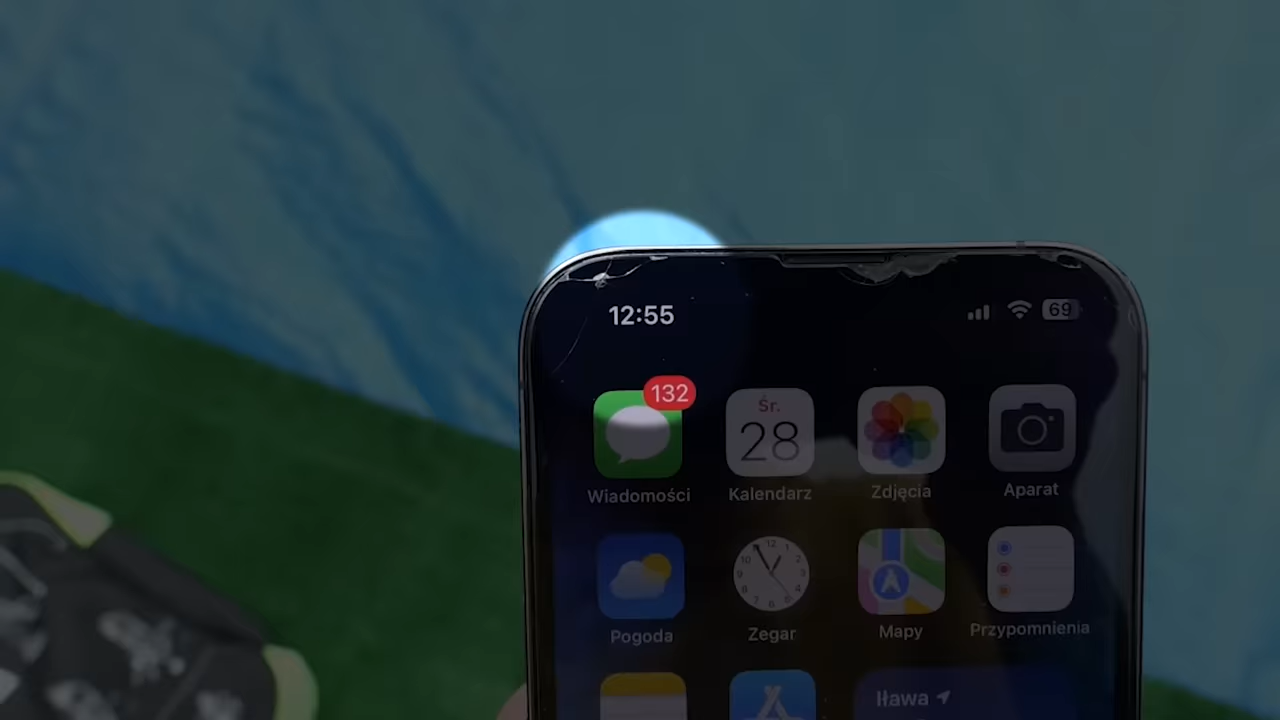 12:55
69
132
Śr.
28
Wiadomości
Kalendarz
Zdjęcia
Aparat
Pogoda
Zegar
Mapy
Przypomnienia
Iława